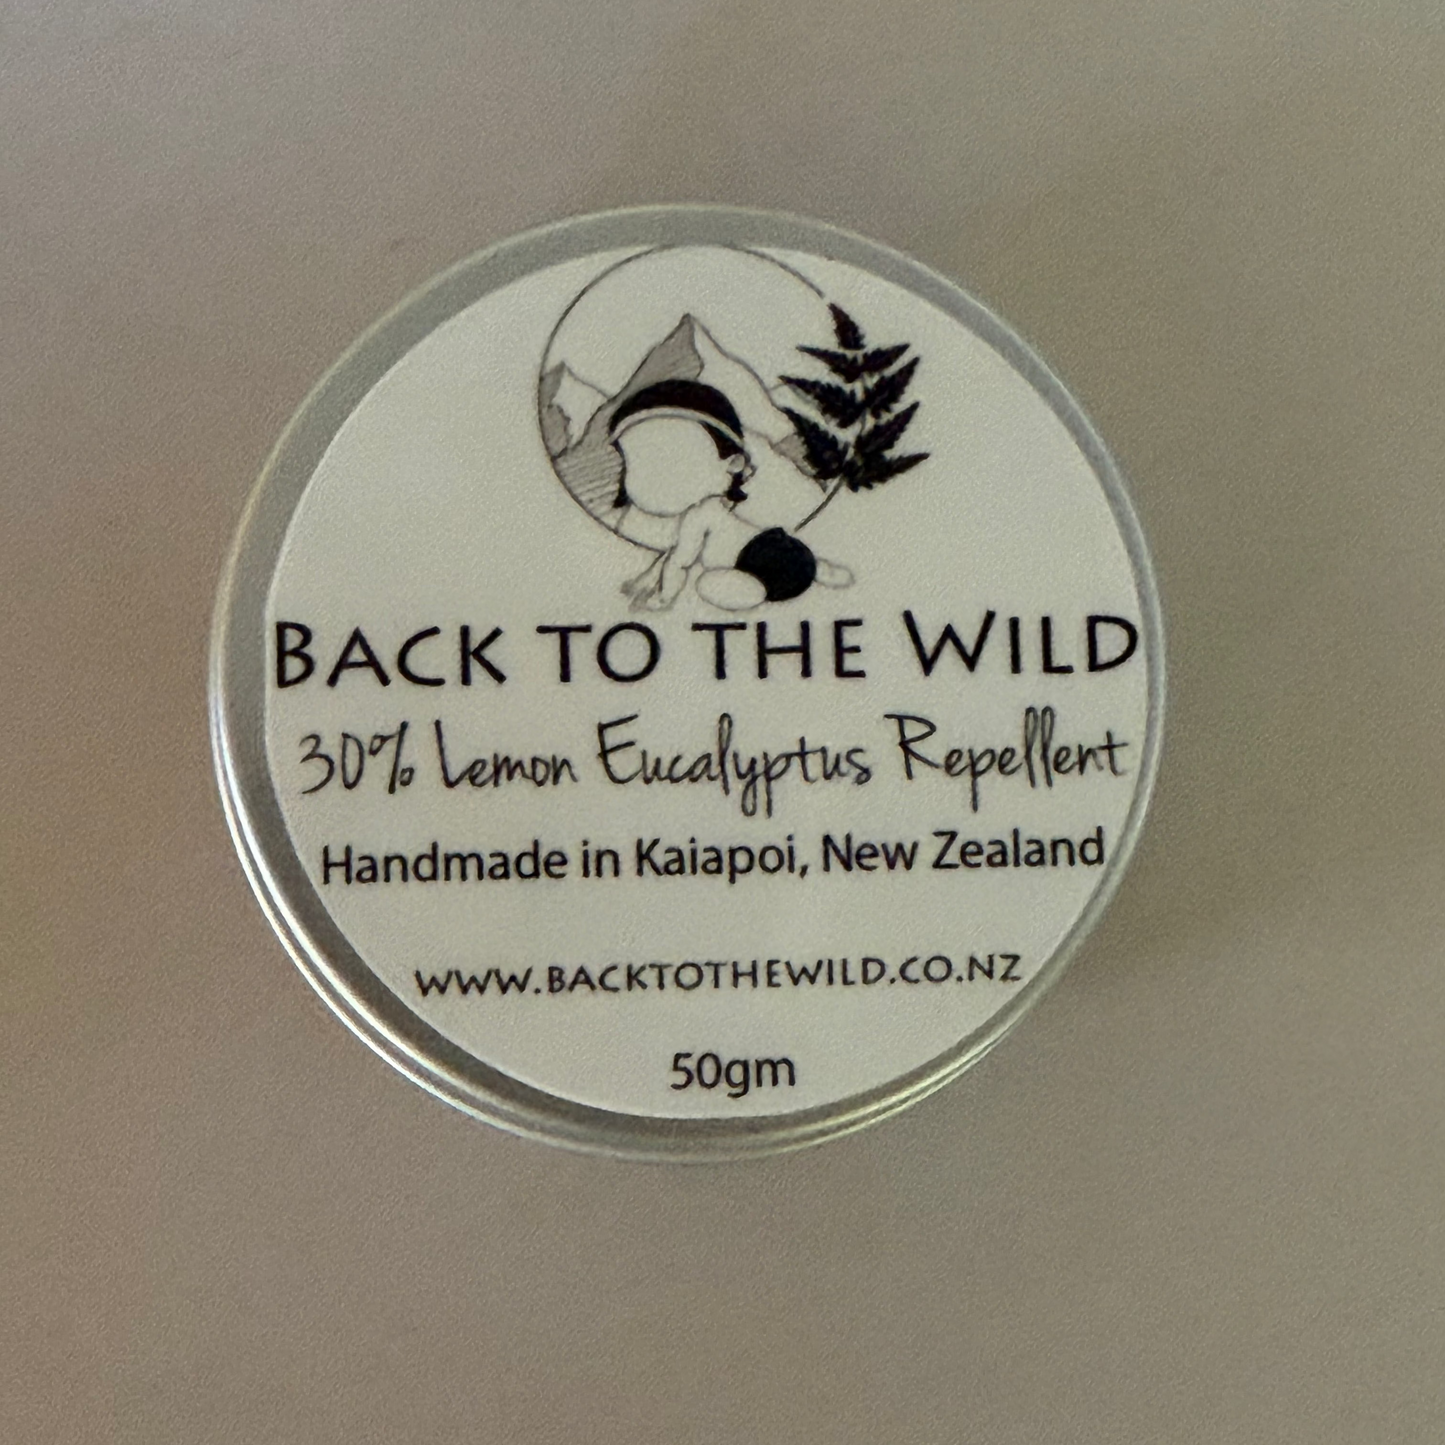 BACK TO THE WILD
30% Lemon Eucalyptus Repellent
Handmade in Kaiapoi, New Zealand
WWW.BACKTOTHEWILD.CO.NZ
50gm